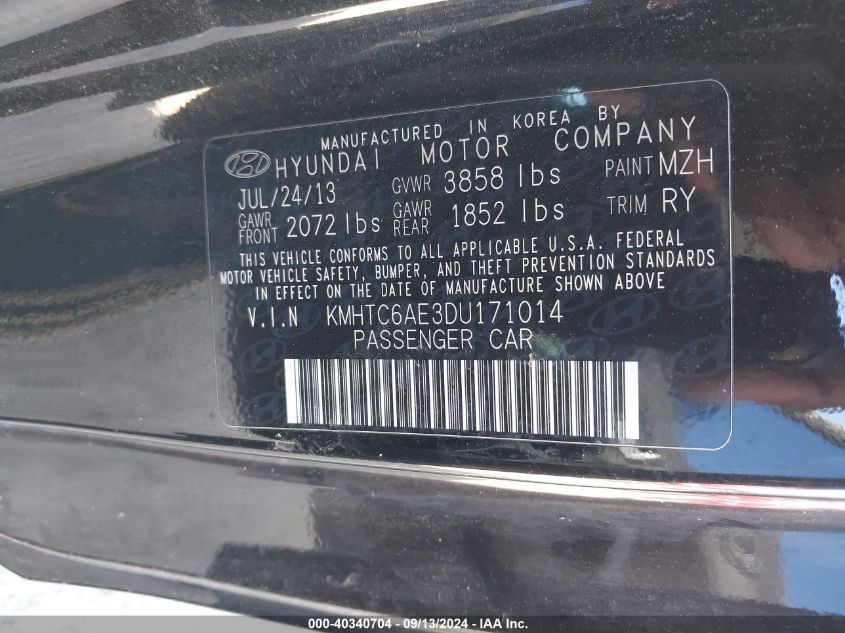 MANUFACTURED IN KOREA BY
HYUNDAI MOTOR COMPANY
JUL/24/13 GVWR 3858 lbs PAINT MZH
GAWR FRONT 2072 lbs GAWR REAR 1852 lbs TRIM RY
THIS VEHICLE CONFORMS TO ALL APPLICABLE U.S.A. FEDERAL
MOTOR VEHICLE SAFETY, BUMPER, AND THEFT PREVENTION STANDARDS
IN EFFECT ON THE DATE OF MANUFACTURE SHOWN ABOVE
V.I.N KMHTC6AE3DU171014
PASSENGER CAR
000-40340704 - 09/13/2024 - IAA Inc.